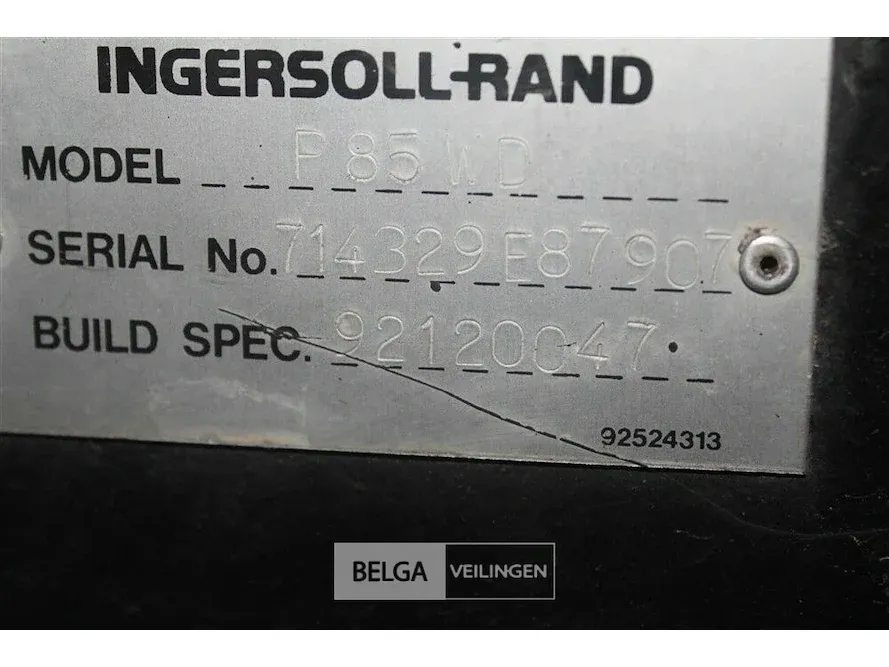 INGERSOLL-RAND
MODEL P85WD
SERIAL No. 714329E87907
BUILD SPEC. 92120047
92524313
BELGA VEILINGEN